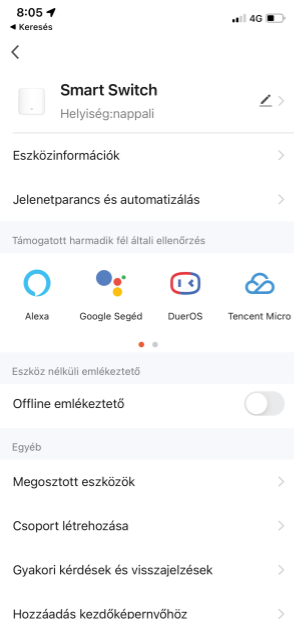 8:05
4G
◀ Keresés
Smart Switch
Helyiség:nappali
Eszközinformációk
Jelenetparancs és automatizálás
Támogatott harmadik fél általi ellenőrzés
Alexa
Google Segéd
DuerOS
Tencent Micro
Eszköz nélküli emlékeztető
Offline emlékeztető
Egyéb
Megosztott eszközök
Csoport létrehozása
Gyakori kérdések és visszajelzések
Hozzáadás kezdőképernyőhöz